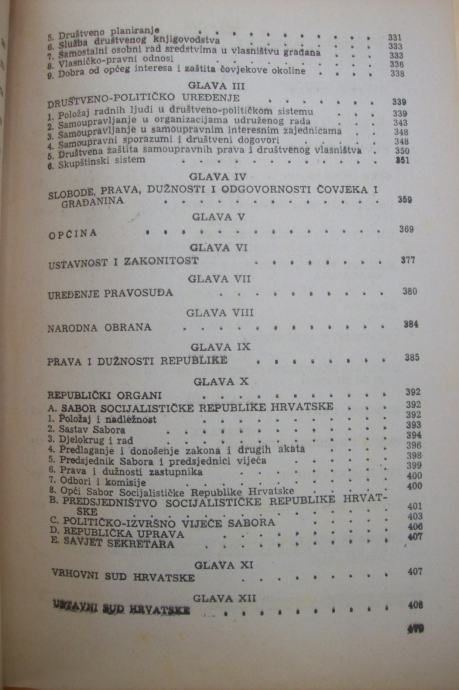 5. Društveno planiranje . . . . . . . . 331
6. Služba društvenog knjigovodstva . . . . . 333
7. Samostalni osobni rad sredstvima u vlasništvu građana . . . 333
8. Vlasničko-pravni odnosi . . . . . . . . 336
9. Dobra od općeg interesa i zaštita čovjekove okoline . . . 338
GLAVA III
DRUŠTVENO-POLITIČKO UREĐENJE . . . . . . 339
1. Položaj radnih ljudi u društveno-političkom sistemu . . . 339
2. Samoupravljanje u organizacijama udruženog rada . . . 343
3. Samoupravljanje u samoupravnim interesnim zajednicama . . 348
4. Samoupravni sporazumi i društveni dogovori . . . . 348
5. Društvena zaštita samoupravnih prava i društvenog vlasništva . 350
6. Skupštinski sistem . . . . . . . . . 351
GLAVA IV
SLOBODE, PRAVA, DUŽNOSTI I ODGOVORNOSTI ČOVJEKA I
GRAĐANINA . . . . . . . . . . . 359
GLAVA V
OPĆINA . . . . . . . . . . . 369
GLAVA VI
USTAVNOST I ZAKONITOST . . . . . . . . 377
GLAVA VII
UREĐENJE PRAVOSUĐA . . . . . . . . . 380
GLAVA VIII
NARODNA OBRANA . . . . . . . . . . 384
GLAVA IX
PRAVA I DUŽNOSTI REPUBLIKE . . . . . . . 385
GLAVA X
REPUBLIČKI ORGANI . . . . . . . . . 392
A. SABOR SOCIJALISTIČKE REPUBLIKE HRVATSKE . . . . 392
1. Položaj i nadležnost . . . . . . . . . 392
2. Sastav Sabora . . . . . . . . . . 393
3. Djelokrug i rad . . . . . . . . . . 394
4. Predlaganje i donošenje zakona i drugih akata . . . . 396
5. Predsjednik Sabora i predsjednici vijeća . . . . . 398
6. Prava i dužnosti zastupnika . . . . . . . 399
7. Odbori i komisije . . . . . . . . . 400
8. Opći Sabor Socijalističke Republike Hrvatske . . . . 400
B. PREDSJEDNIŠTVO SOCIJALISTIČKE REPUBLIKE HRVAT-
SKE . . . . . . . . . . . . 401
C. POLITIČKO-IZVRŠNO VIJEĆE SABORA . . . . . 403
D. REPUBLIČKA UPRAVA . . . . . . . . 406
E. SAVJET SEKRETARA . . . . . . . . . 407
GLAVA XI
VRHOVNI SUD HRVATSKE . . . . . . . . 407
GLAVA XII
USTAVNI SUD HRVATSKE . . . . . . . . 408
479